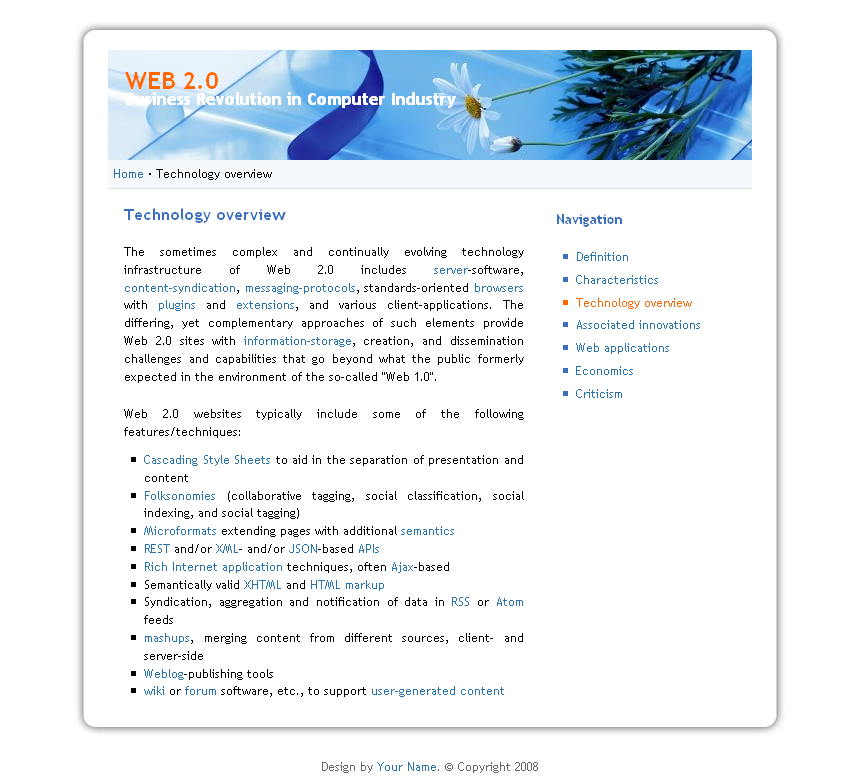 WEB 2.0
Business Revolution in Computer Industry
Home • Technology overview
Technology overview
The sometimes complex and continually evolving technology
infrastructure of Web 2.0 includes server-software,
content-syndication, messaging-protocols, standards-oriented browsers
with plugins and extensions, and various client-applications. The
differing, yet complementary approaches of such elements provide
Web 2.0 sites with information-storage, creation, and dissemination
challenges and capabilities that go beyond what the public formerly
expected in the environment of the so-called "Web 1.0".
Web 2.0 websites typically include some of the following
features/techniques:
Cascading Style Sheets to aid in the separation of presentation and
content
Folksonomies (collaborative tagging, social classification, social
indexing, and social tagging)
Microformats extending pages with additional semantics
REST and/or XML- and/or JSON-based APIs
Rich Internet application techniques, often Ajax-based
Semantically valid XHTML and HTML markup
Syndication, aggregation and notification of data in RSS or Atom
feeds
mashups, merging content from different sources, client- and
server-side
Weblog-publishing tools
wiki or forum software, etc., to support user-generated content
Navigation
Definition
Characteristics
Technology overview
Associated innovations
Web applications
Economics
Criticism
Design by Your Name. © Copyright 2008